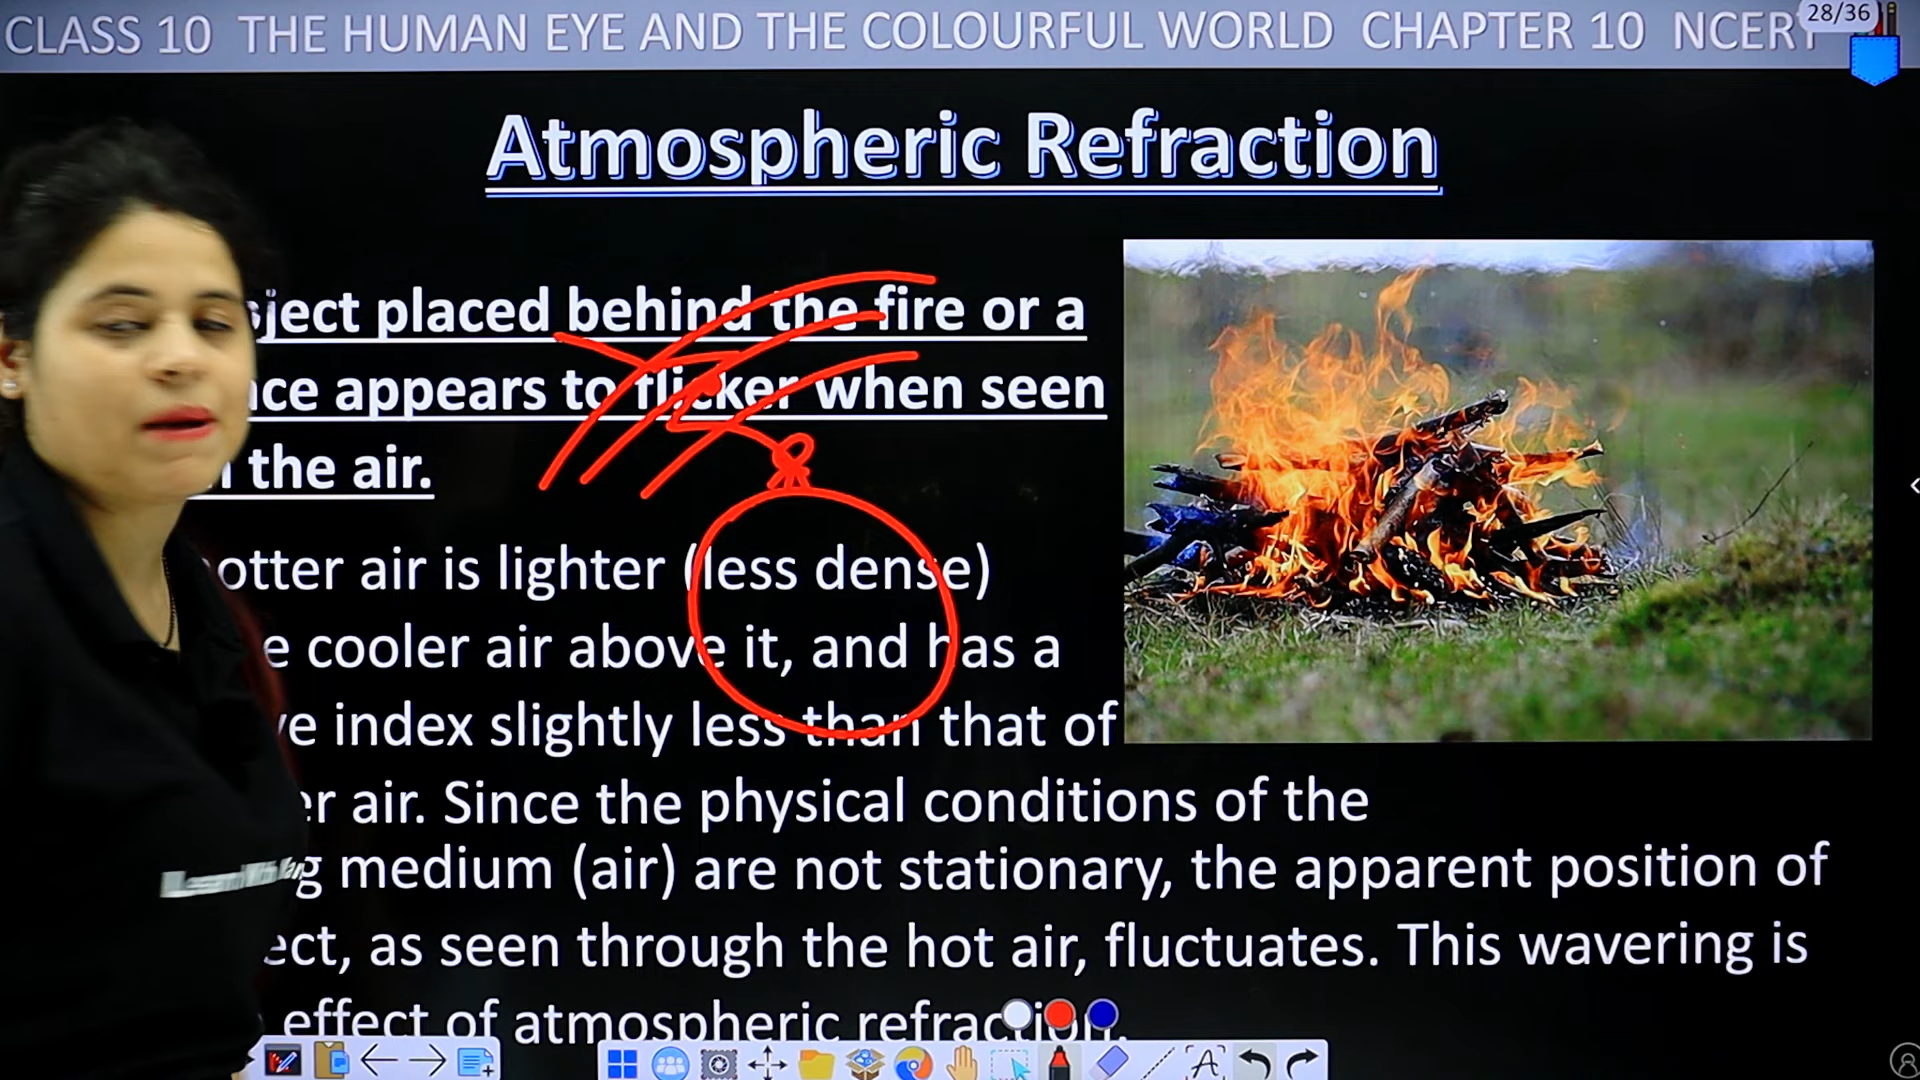 CLASS 10 THE HUMAN EYE AND THE COLOURFUL WORLD CHAPTER 10 NCERT
28/36
Atmospheric Refraction
ject placed behind the fire or a
ce appears to flicker when seen
the air.
otter air is lighter (less dense)
e cooler air above it, and has a
ve index slightly less than that of
er air. Since the physical conditions of the
g medium (air) are not stationary, the apparent position of
ect, as seen through the hot air, fluctuates. This wavering is
effect of atmospheric refraction.